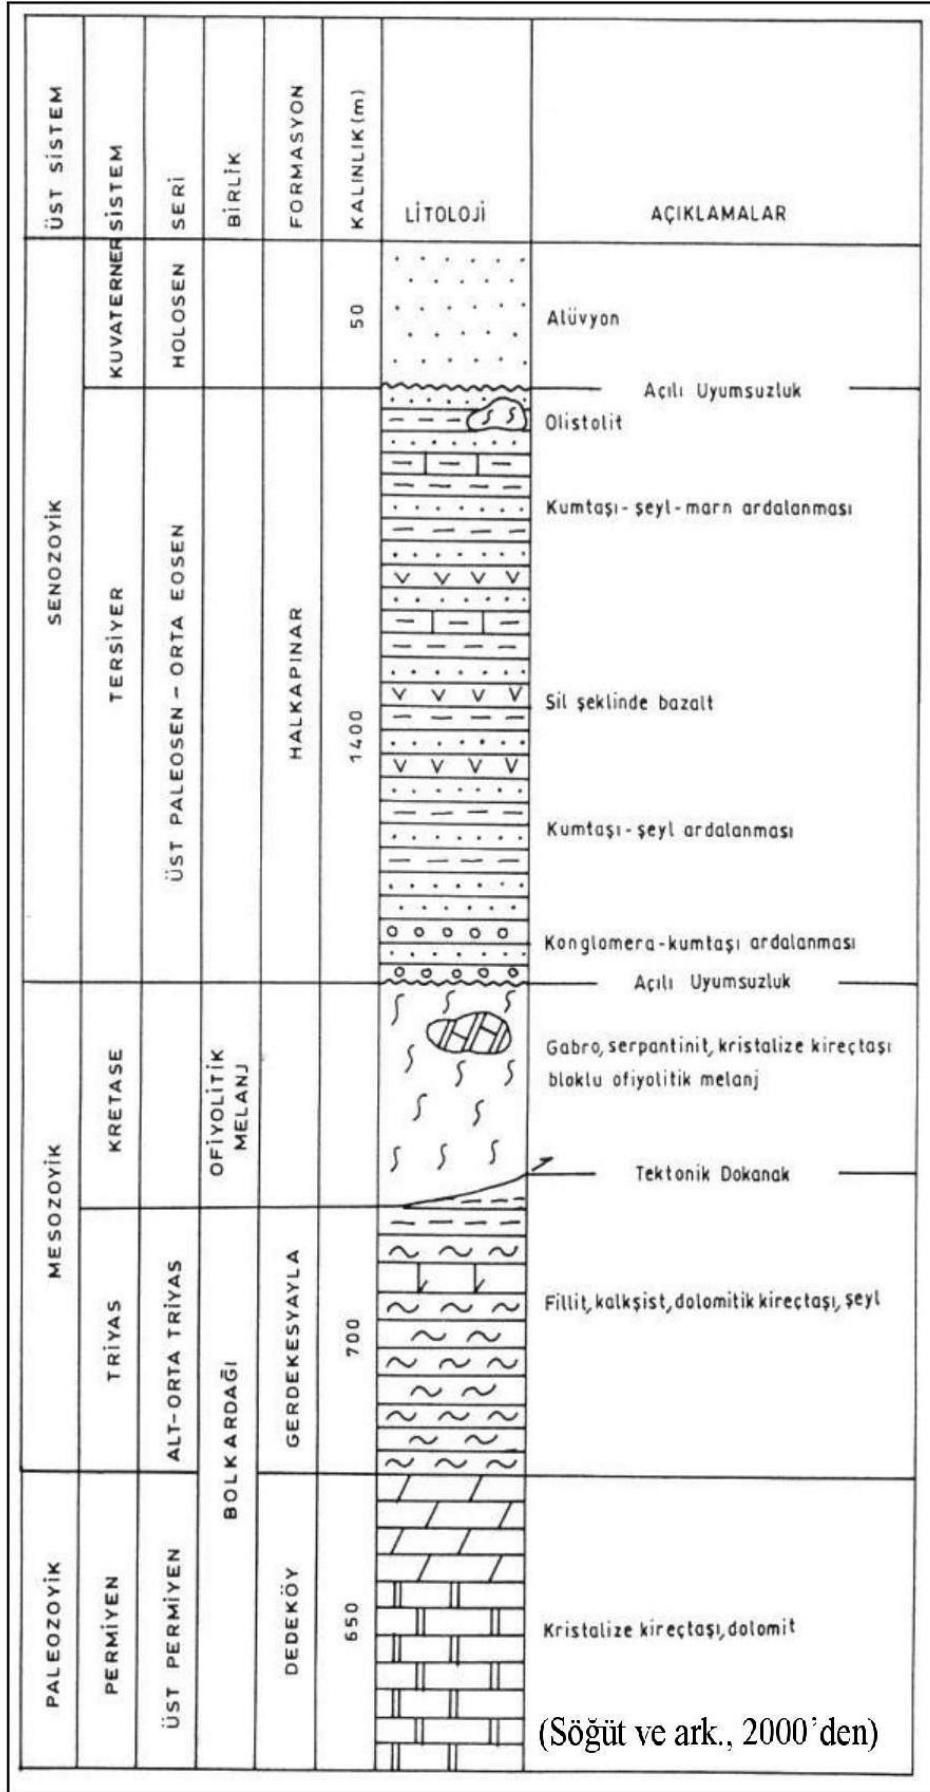 ÜST SİSTEM
SİSTEM
SERİ
BİRLİK
FORMASYON
KALINLIK (m)
LİTOLOJİ
AÇIKLAMALAR
SENOZOYİK
KUVATERNER
HOLOSEN
50
Alüvyon
Açılı Uyumsuzluk
TERSİYER
ÜST PALEOSEN - ORTA EOSEN
HALKAPINAR
1400
Olistolit
Kumtaşı - şeyl - marn ardalanması
Sil şeklinde bazalt
Kumtaşı - şeyl ardalanması
Konglomera - kumtaşı ardalanması
Açılı Uyumsuzluk
MESOZOYİK
KRETASE
OFİYOLİTİK
MELANJ
Gabro, serpantinit, kristalize kireçtaşı
bloklu ofiyolitik melanj
Tektonik Dokanak
TRİYAS
ALT-ORTA TRİYAS
BOLKARDAĞI
GERDEKESYAYLA
700
Fillit, kalkşist, dolomitik kireçtaşı, şeyl
PALEOZOYİK
PERMİYEN
ÜST PERMİYEN
DEDEKÖY
650
Kristalize kireçtaşı, dolomit
(Söğüt ve ark., 2000'den)